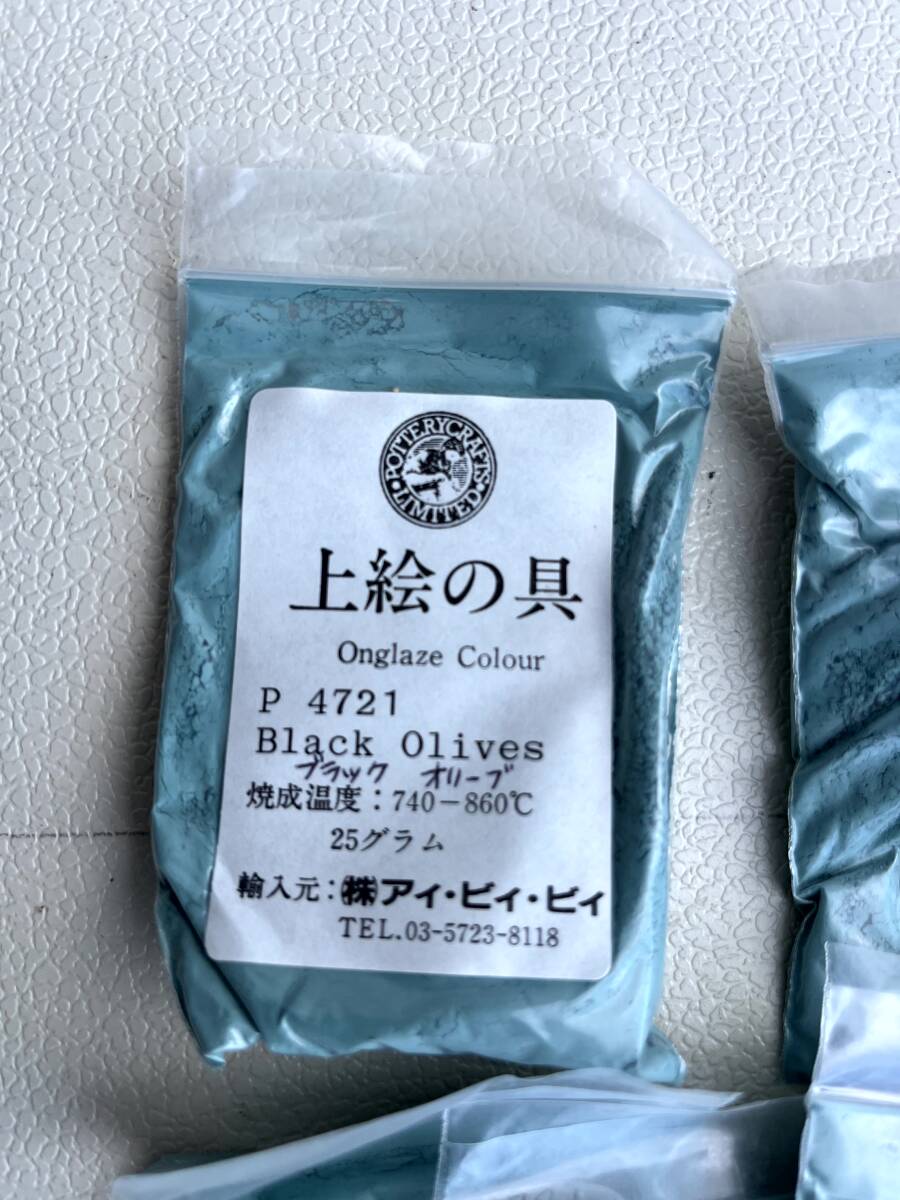 POTTERYCRAFTS
LIMITED
上絵の具
Onglaze Colour
P 4721
Black Olives
ブラック オリーブ
焼成温度：740－860℃
25グラム
輸入元：㈱アイ・ビィ・ビィ
TEL.03-5723-8118